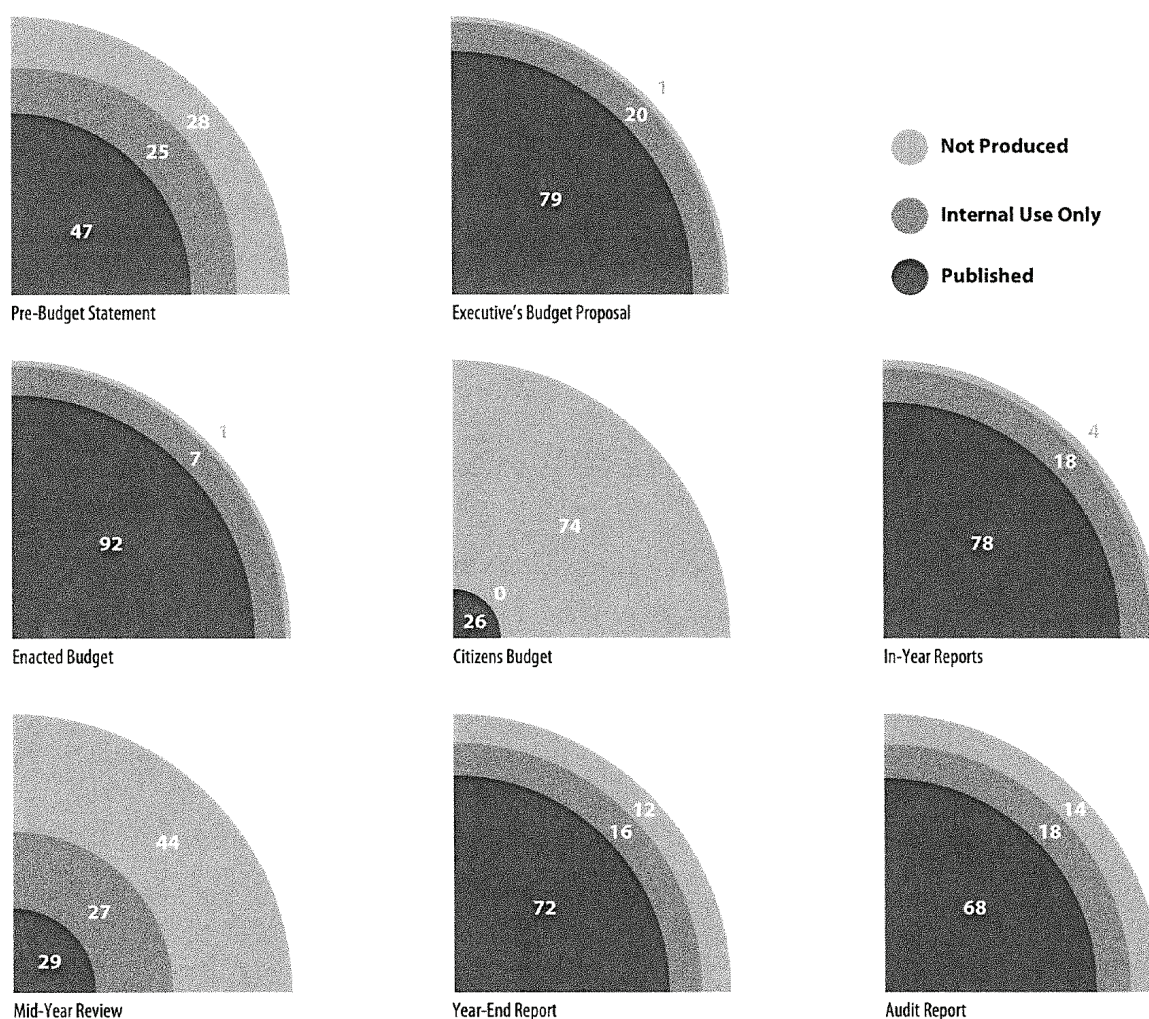 28
25
47
Pre-Budget Statement
1
20
79
Executive's Budget Proposal
Not Produced
Internal Use Only
Published
1
7
92
Enacted Budget
74
0
26
Citizens Budget
4
18
78
In-Year Reports
44
27
29
Mid-Year Review
12
16
72
Year-End Report
14
18
68
Audit Report